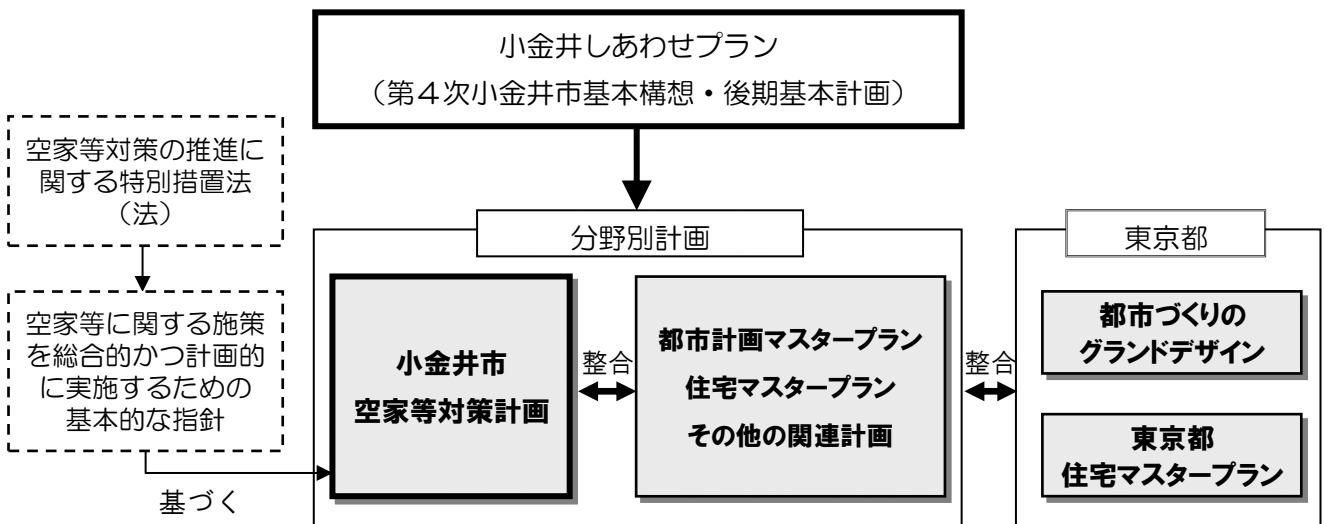 小金井しあわせプラン
（第４次小金井市基本構想・後期基本計画）
空家等対策の推進に
関する特別措置法
（法）
空家等に関する施策
を総合的かつ計画的
に実施するための
基本的な指針
基づく
分野別計画
小金井市
空家等対策計画
整合
都市計画マスタープラン
住宅マスタープラン
その他の関連計画
整合
東京都
都市づくりの
グランドデザイン
東京都
住宅マスタープラン